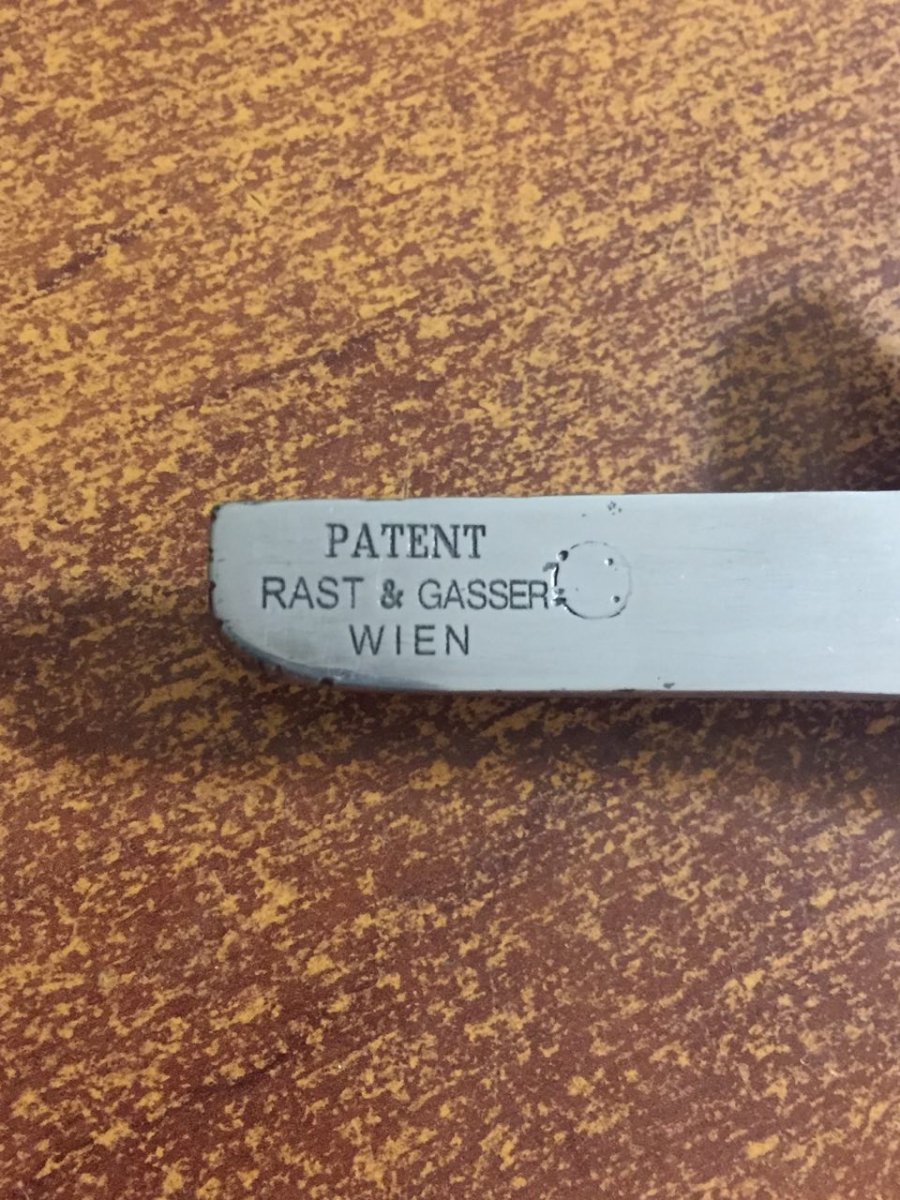 PATENT
RAST & GASSER
WIEN